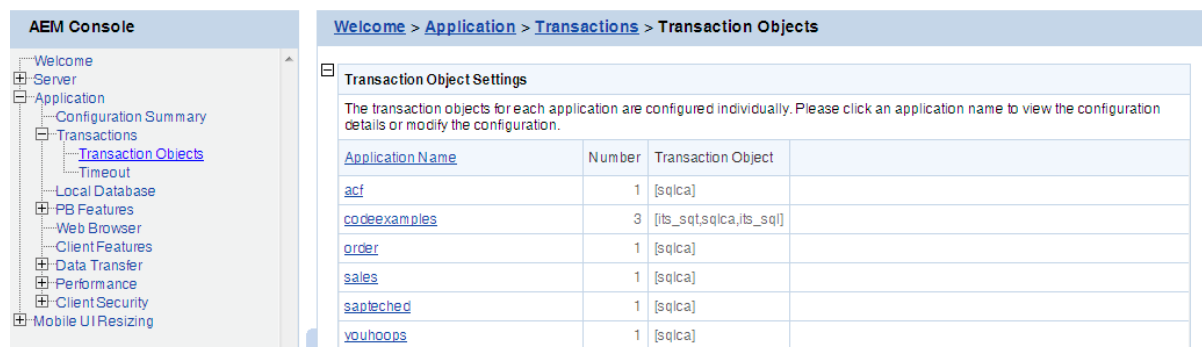 AEM Console
Welcome
Server
Application
Configuration Summary
Transactions
Transaction Objects
Timeout
Local Database
PB Features
Web Browser
Client Features
Data Transfer
Performance
Client Security
Mobile UI Resizing
Welcome > Application > Transactions > Transaction Objects
Transaction Object Settings
The transaction objects for each application are configured individually. Please click an application name to view the configuration
details or modify the configuration.
Application Name Number Transaction Object
acf 1 [sqlca]
codeexamples 3 [its_sqt,sqlca,its_sql]
order 1 [sqlca]
sales 1 [sqlca]
sapteched 1 [sqlca]
youhoops 1 [sqlca]